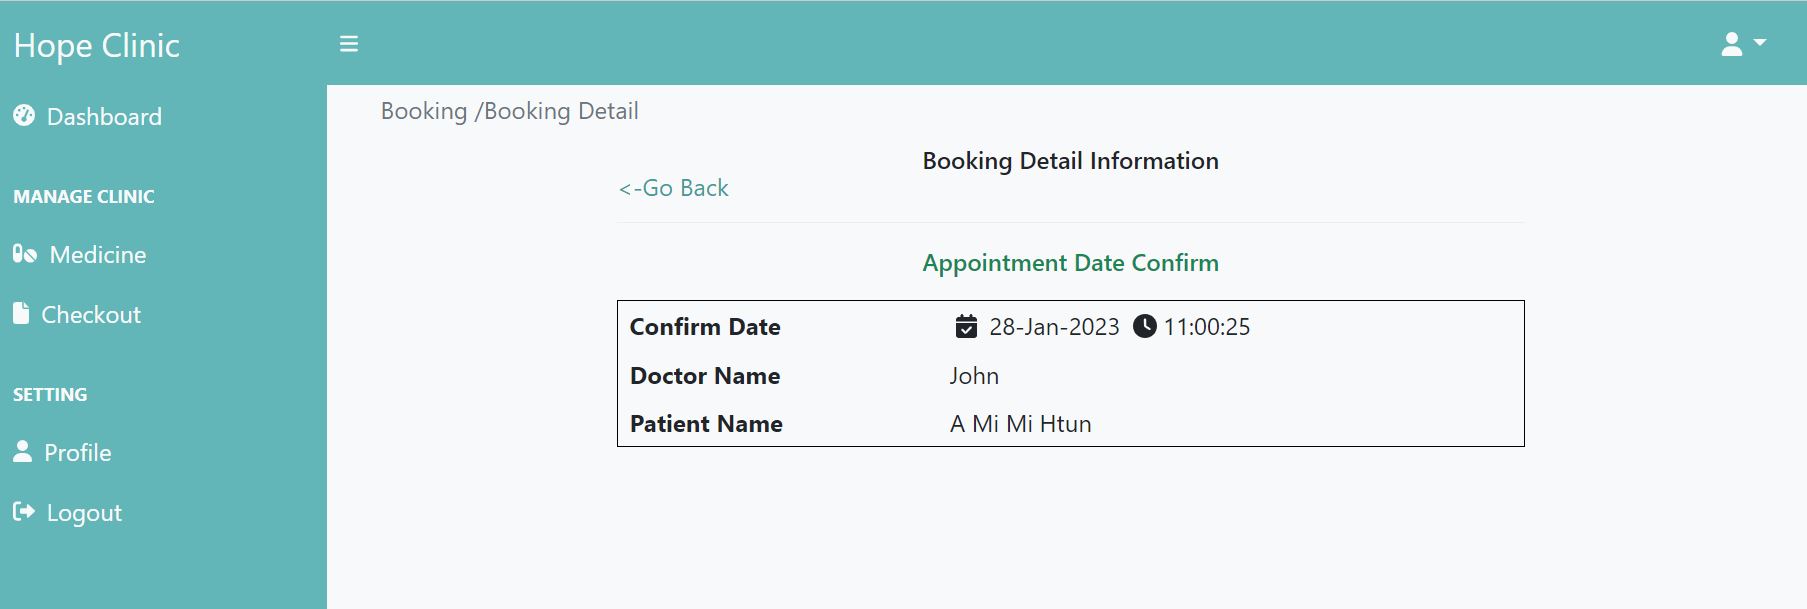 Hope Clinic
Dashboard
MANAGE CLINIC
Medicine
Checkout
SETTING
Profile
Logout
Booking /Booking Detail
Booking Detail Information
<-Go Back
Appointment Date Confirm
Confirm Date 28-Jan-2023 11:00:25
Doctor Name John
Patient Name A Mi Mi Htun